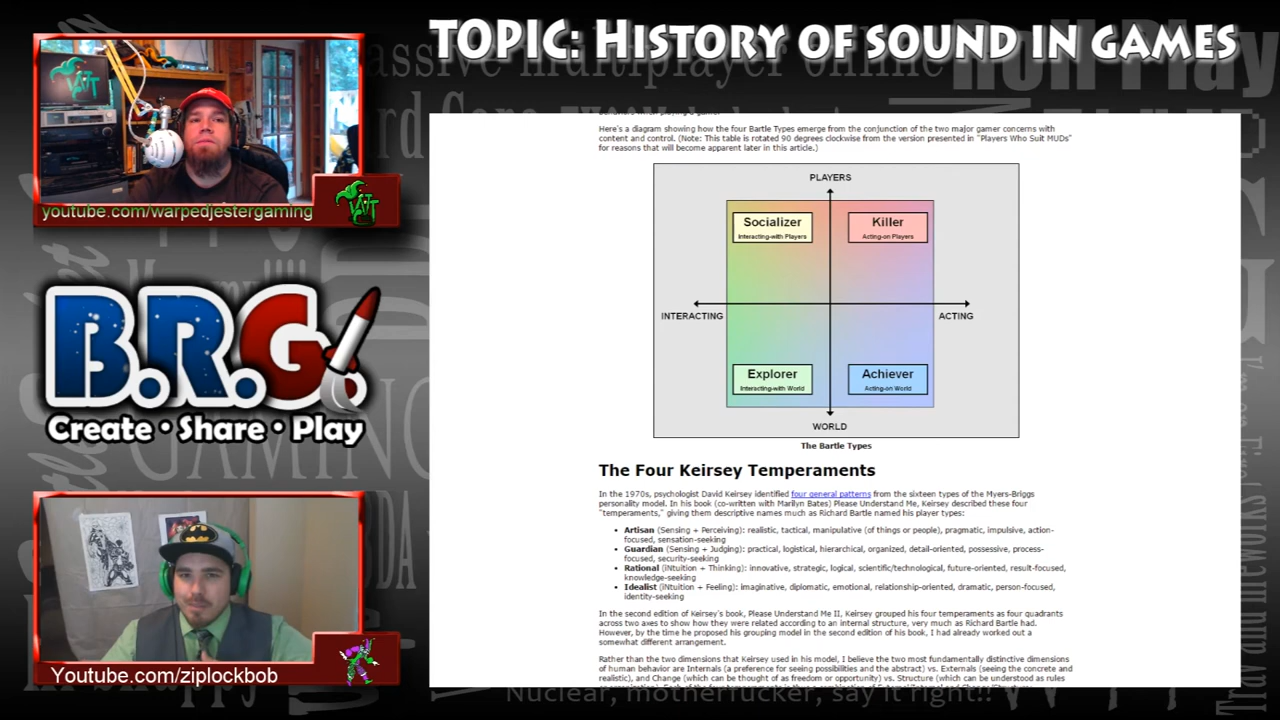 TOPIC: History of sound in games
youtube.com/warpedjestergaming
B.R.G.
Create • Share • Play
Youtube.com/ziplockbob
Here's a diagram showing how the four Bartle Types emerge from the conjunction of the two major gamer concerns with
content and control. (Note: This table is rotated 90 degrees clockwise from the version presented in "Players Who Suit MUDs"
for reasons that will become apparent later in this article.)
PLAYERS
Socializer
Interacting-with Players
Killer
Acting-on Players
INTERACTING
ACTING
Explorer
Interacting-with World
Achiever
Acting-on World
WORLD
The Bartle Types
The Four Keirsey Temperaments
In the 1970s, psychologist David Keirsey identified four general patterns from the sixteen types of the Myers-Briggs
personality model. In his book (co-written with Marilyn Bates) Please Understand Me, Keirsey described these four
"temperaments," giving them descriptive names much as Richard Bartle named his player types:
• Artisan (Sensing + Perceiving): realistic, tactical, manipulative (of things or people), pragmatic, impulsive, action-
focused, sensation-seeking
• Guardian (Sensing + Judging): practical, logistical, hierarchical, organized, detail-oriented, possessive, process-
focused, security-seeking
• Rational (iNtuition + Thinking): innovative, strategic, logical, scientific/technological, future-oriented, result-focused,
knowledge-seeking
• Idealist (iNtuition + Feeling): imaginative, diplomatic, emotional, relationship-oriented, dramatic, person-focused,
identity-seeking
In the second edition of Keirsey's book, Please Understand Me II, Keirsey grouped his four temperaments as four quadrants
across two axes to show how they were related according to an internal structure, very much as Richard Bartle had.
However, by the time he proposed his grouping model in the second edition of his book, I had already worked out a
somewhat different arrangement.
Rather than the two dimensions that Keirsey used in his model, I believe the two most fundamentally distinctive dimensions
of human behavior are Internals (a preference for seeing possibilities and the abstract) vs. Externals (seeing the concrete and
realistic), and Change (which can be thought of as freedom or opportunity) vs. Structure (which can be understood as rules
Nuclear, motherfucker, say it right!!
massive multiplayer online
Roll Play
GAMING